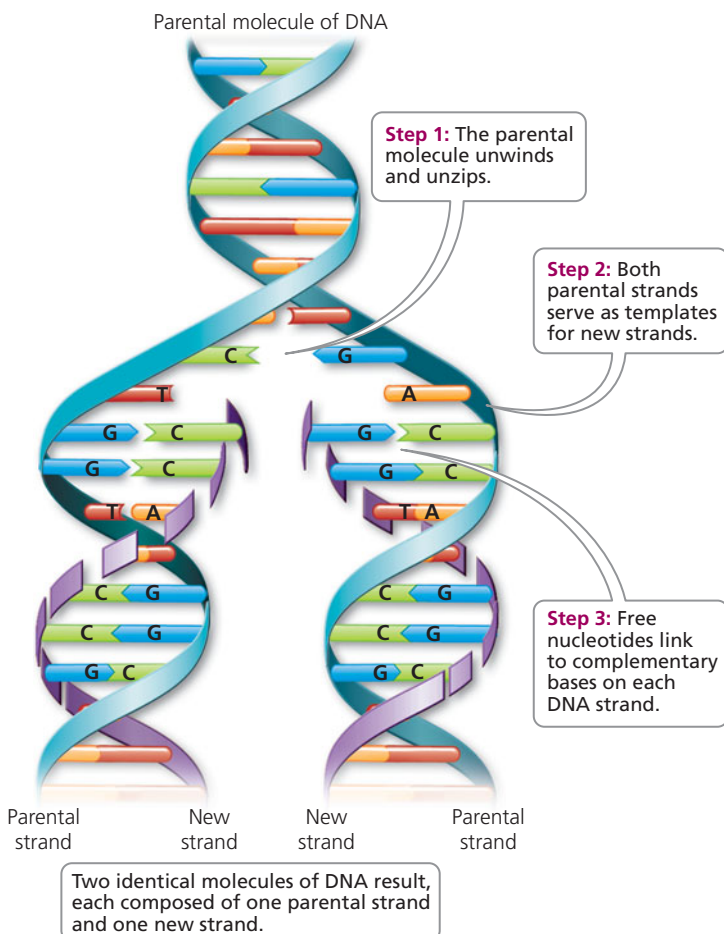 Parental molecule of DNA
Step 1: The parental
molecule unwinds
and unzips.
Step 2: Both
parental strands
serve as templates
for new strands.
C G
T A
G C G C
G C G C
T A T A
C G C G
C G C G
G C G C
Step 3: Free
nucleotides link
to complementary
bases on each
DNA strand.
Parental
strand
New
strand
New
strand
Parental
strand
Two identical molecules of DNA result,
each composed of one parental strand
and one new strand.